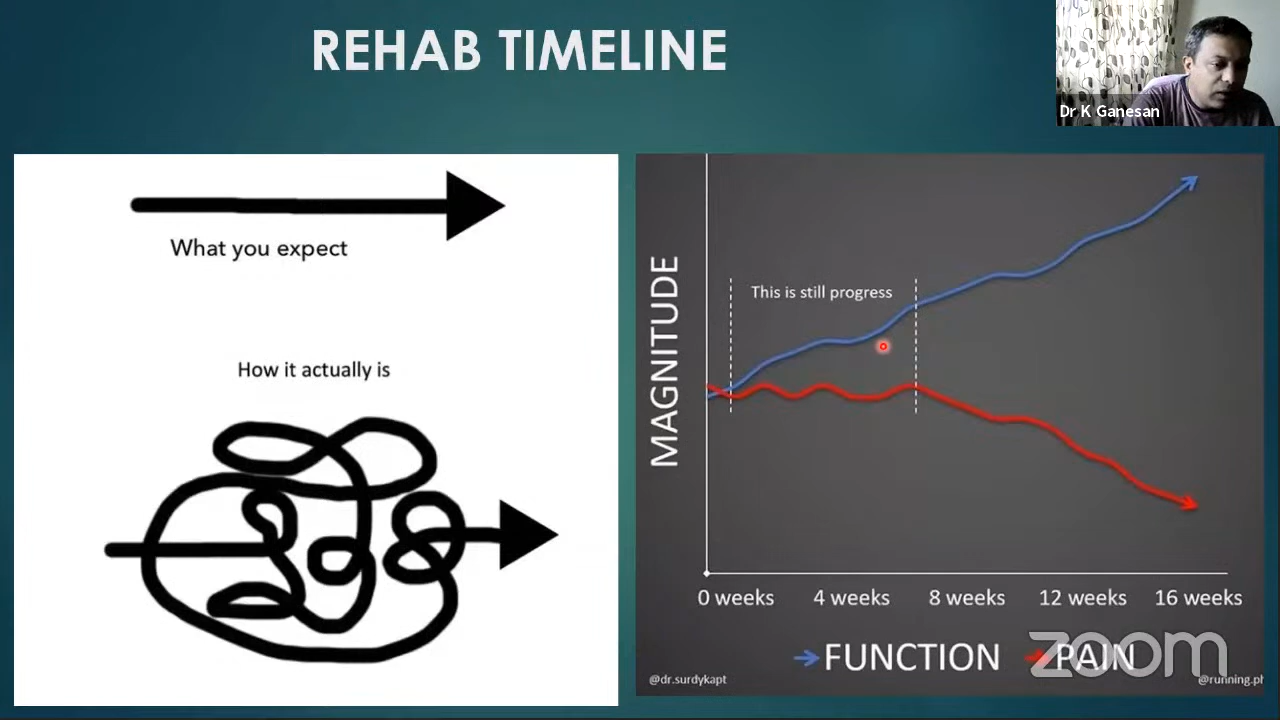 REHAB TIMELINE
Dr K Ganesan
What you expect
How it actually is
MAGNITUDE
This is still progress
0 weeks 4 weeks 8 weeks 12 weeks 16 weeks
FUNCTION PAIN
zoom
@dr.surdykapt @running.ph